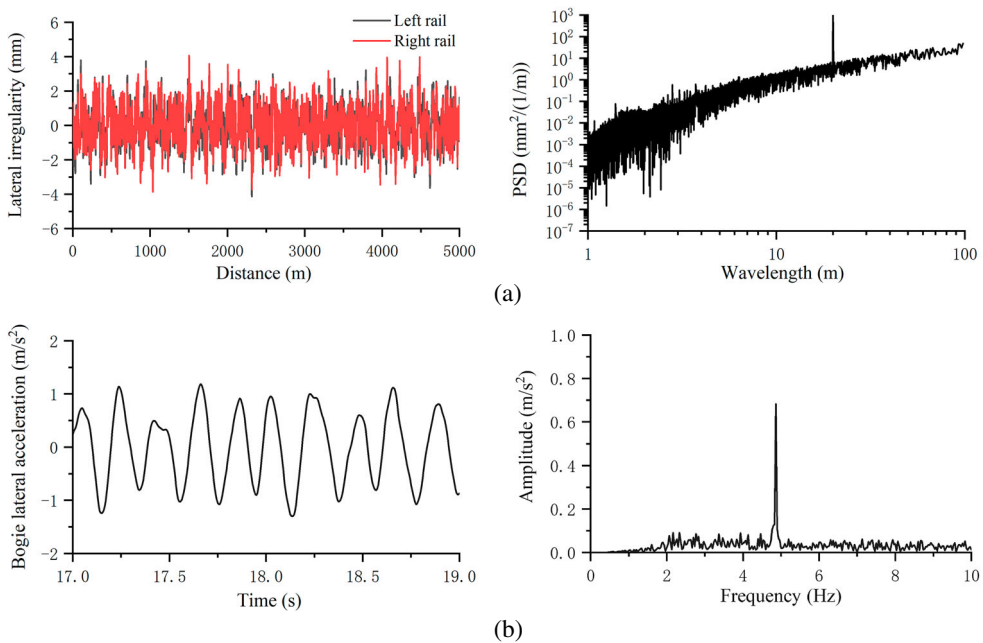 Lateral irregularity (mm)
6
4
2
0
−2
−4
−6
Left rail
Right rail
0 1000 2000 3000 4000 5000
Distance (m)
PSD (mm²/(1/m))
10³
10²
10¹
10⁰
10⁻¹
10⁻²
10⁻³
10⁻⁴
10⁻⁵
10⁻⁶
10⁻⁷
1 10 100
Wavelength (m)
(a)
Bogie lateral acceleration (m/s²)
2
1
0
−1
−2
17.0 17.5 18.0 18.5 19.0
Time (s)
Amplitude (m/s²)
1.0
0.8
0.6
0.4
0.2
0.0
0 2 4 6 8 10
Frequency (Hz)
(b)